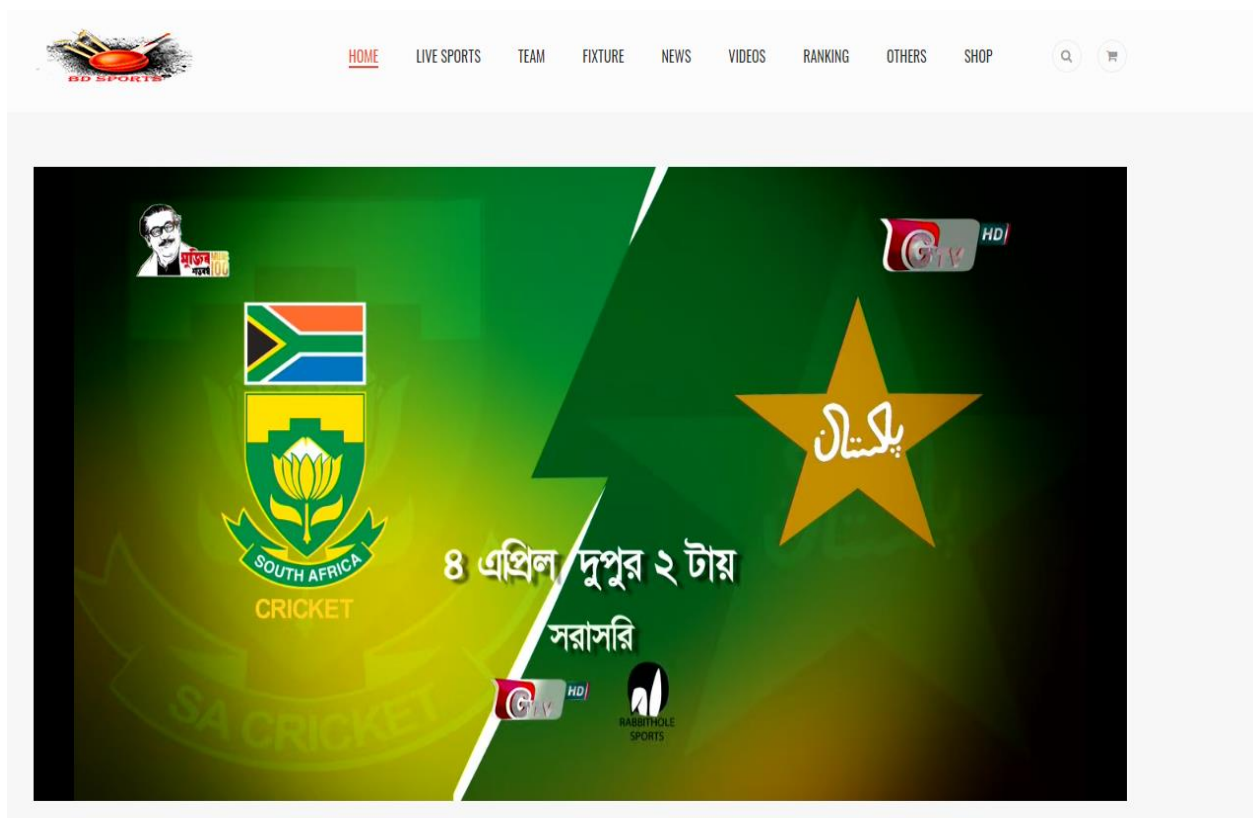 BD SPORTS
HOME LIVE SPORTS TEAM FIXTURE NEWS VIDEOS RANKING OTHERS SHOP
মুজিব
শতবর্ষ 100
GTV HD
پاکستان
SOUTH AFRICA
CRICKET
৪ এপ্রিল, দুপুর ২ টায়
সরাসরি
GTV HD
RABBITHOLE
SPORTS
SA CRICKET